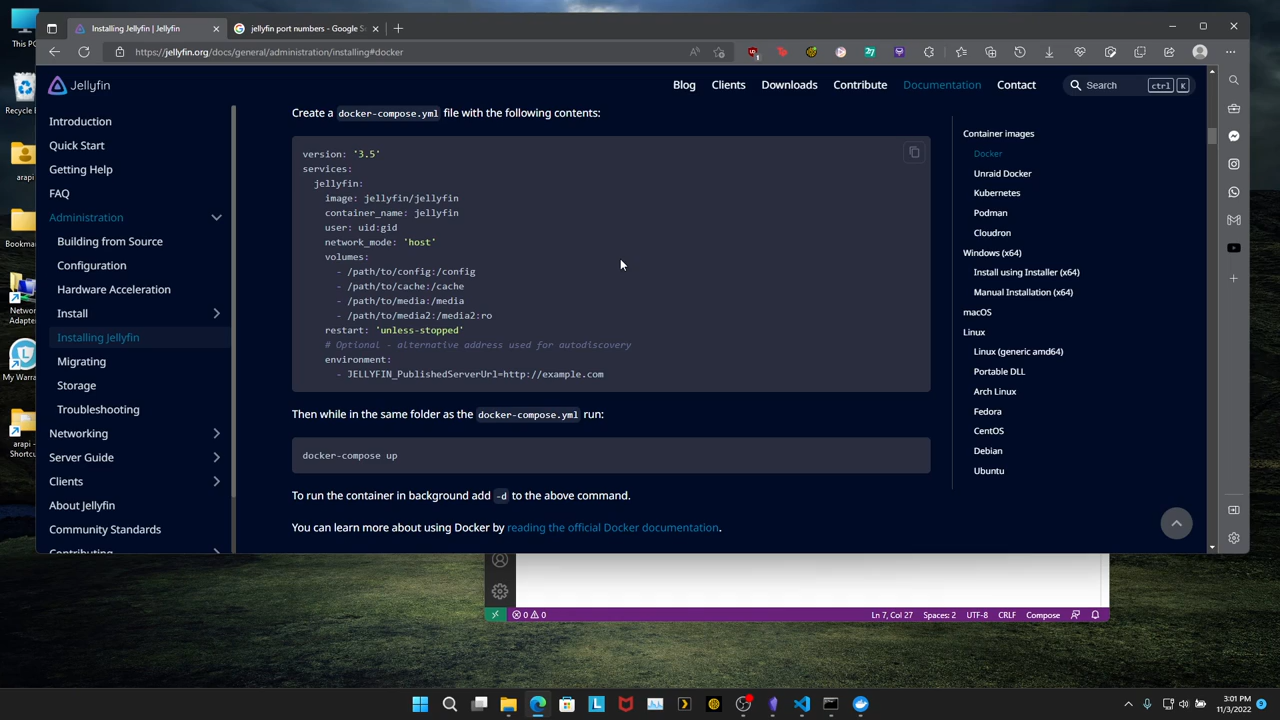 This PC
Recycle B
arapi
Bookmar
Networ
My Warra
arapi -
Shortcu
Installing Jellyfin | Jellyfin
jellyfin port numbers - Google S
https://jellyfin.org/docs/general/administration/installing#docker
Jellyfin
Blog
Clients
Downloads
Contribute
Documentation
Contact
Search
ctrl
K
Introduction
Quick Start
Getting Help
FAQ
Administration
Building from Source
Configuration
Hardware Acceleration
Install
Installing Jellyfin
Migrating
Storage
Troubleshooting
Networking
Server Guide
Clients
About Jellyfin
Community Standards
Contributing
Create a docker-compose.yml file with the following contents:
version: '3.5'
services:
jellyfin:
image: jellyfin/jellyfin
container_name: jellyfin
user: uid:gid
network_mode: 'host'
volumes:
- /path/to/config:/config
- /path/to/cache:/cache
- /path/to/media:/media
- /path/to/media2:/media2:ro
restart: 'unless-stopped'
# Optional - alternative address used for autodiscovery
environment:
- JELLYFIN_PublishedServerUrl=http://example.com
Then while in the same folder as the docker-compose.yml run:
docker-compose up
To run the container in background add -d to the above command.
You can learn more about using Docker by reading the official Docker documentation.
Container images
Docker
Unraid Docker
Kubernetes
Podman
Cloudron
Windows (x64)
Install using Installer (x64)
Manual Installation (x64)
macOS
Linux
Linux (generic amd64)
Portable DLL
Arch Linux
Fedora
CentOS
Debian
Ubuntu
0 0
Ln 7, Col 27
Spaces: 2
UTF-8
CRLF
Compose
3:01 PM
11/3/2022